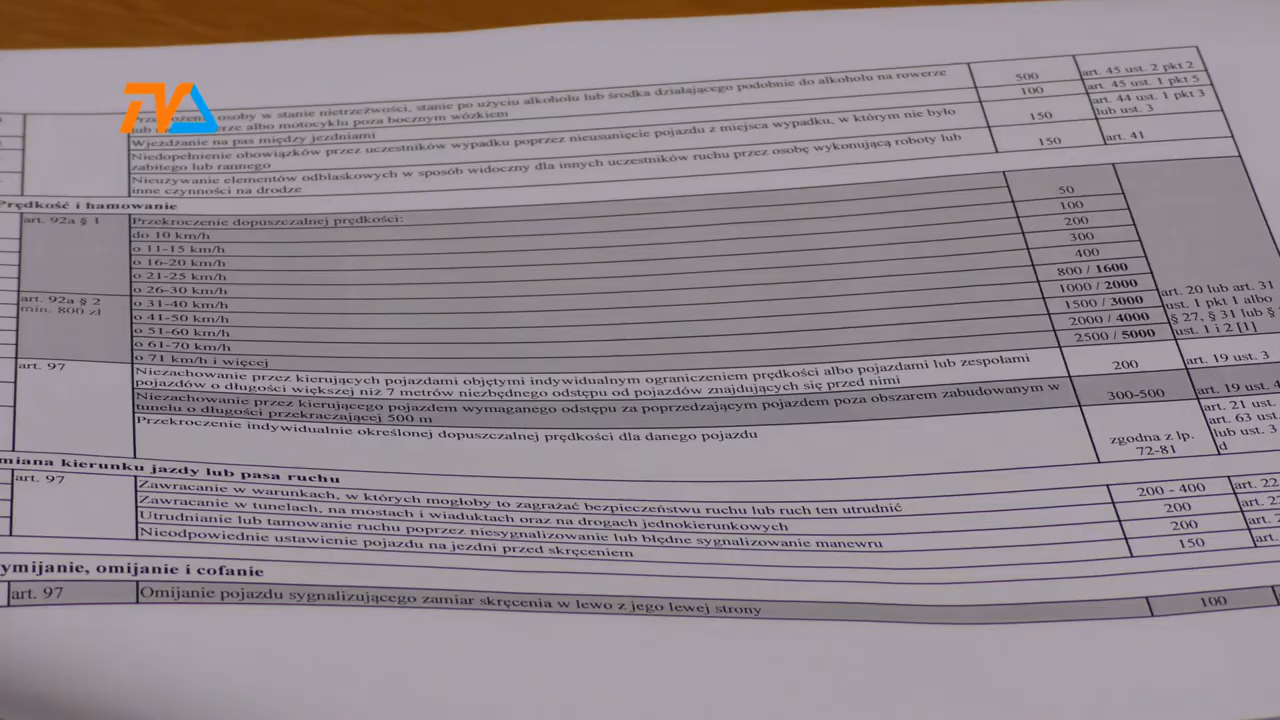 TVA
osoby w stanie nietrzeźwości, stanie po użyciu alkoholu lub środka działającego podobnie do alkoholu na rowerze
lub albo motocyklu poza bocznym wózkiem
500
art. 45 ust. 2 pkt 2
Wjeżdżanie na pas między jezdniami
100
art. 45 ust. 1 pkt 5
Niedopełnienie obowiązków przez uczestników wypadku poprzez nieusunięcie pojazdu z miejsca wypadku, w którym nie było
zabitego lub rannego
150
art. 44 ust. 1 pkt 3
lub ust. 3
Nieużywanie elementów odblaskowych w sposób widoczny dla innych uczestników ruchu przez osobę wykonującą roboty lub
inne czynności na drodze
150
art. 41
Prędkość i hamowanie
art. 92a § 1
Przekroczenie dopuszczalnej prędkości:
do 10 km/h
50
o 11-15 km/h
100
o 16-20 km/h
200
o 21-25 km/h
300
o 26-30 km/h
400
art. 92a § 2
min. 800 zł
o 31-40 km/h
800 / 1600
o 41-50 km/h
1000 / 2000
o 51-60 km/h
1500 / 3000
o 61-70 km/h
2000 / 4000
o 71 km/h i więcej
2500 / 5000
art. 20 lub art. 31
ust. 1 pkt 1 albo
§ 27, § 31 lub §
ust. 1 i 2 [1]
art. 97
Niezachowanie przez kierujących pojazdami objętymi indywidualnym ograniczeniem prędkości albo pojazdami lub zespołami
pojazdów o długości większej niż 7 metrów niezbędnego odstępu od pojazdów znajdujących się przed nimi
200
art. 19 ust. 3
Niezachowanie przez kierującego pojazdem wymaganego odstępu za poprzedzającym pojazdem poza obszarem zabudowanym w
tunelu o długości przekraczającej 500 m
300-500
art. 19 ust. 4
Przekroczenie indywidualnie określonej dopuszczalnej prędkości dla danego pojazdu
zgodna z lp.
72-81
art. 21 ust.
art. 63 ust.
lub ust. 3
d
miana kierunku jazdy lub pasa ruchu
art. 97
Zawracanie w warunkach, w których mogłoby to zagrażać bezpieczeństwu ruchu lub ruch ten utrudnić
200 - 400
art. 22
Zawracanie w tunelach, na mostach i wiaduktach oraz na drogach jednokierunkowych
200
art. 2
Utrudnianie lub tamowanie ruchu poprzez niesygnalizowanie lub błędne sygnalizowanie manewru
200
art.
Nieodpowiednie ustawienie pojazdu na jezdni przed skręceniem
150
art.
ymijanie, omijanie i cofanie
art. 97
Omijanie pojazdu sygnalizującego zamiar skręcenia w lewo z jego lewej strony
100